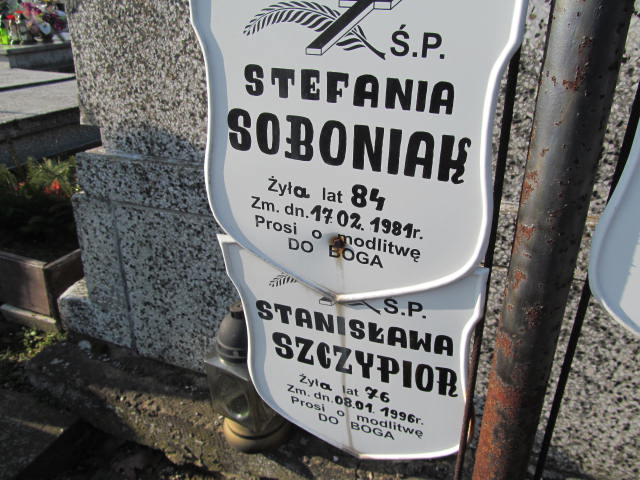 Ś.P.
STEFANIA
SOBONIAK
Żyła lat 84
Zm. dn. 17.02.1981r.
Prosi o modlitwę
DO BOGA
Ś.P.
STANISŁAWA
SZCZYPIOR
Żyła lat 76
Zm. dn. 08.01.1996r.
Prosi o modlitwę
DO BOGA